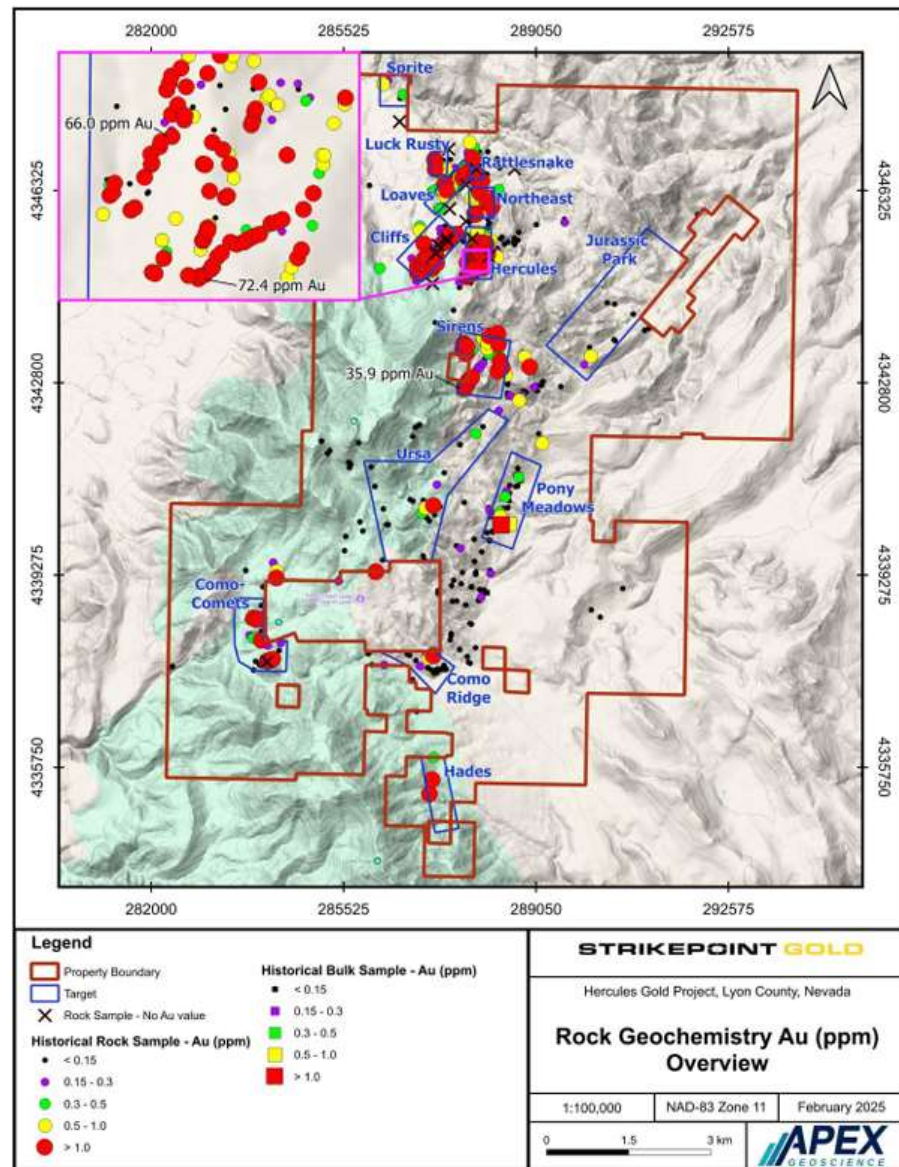 282000 285525 289050 292575
Sprite
66.0 ppm Au
Luck Rusty
Rattlesnake
4346325
4346325
Loaves
Northeast
Cliffs
Jurassic
Park
Hercules
72.4 ppm Au
Sirens
35.9 ppm Au
4342800
4342800
Ursa
Pony
Meadows
4339275
4339275
Como-
Comets
Como
Ridge
4335750
4335750
Hades
282000 285525 289050 292575
Legend
Property Boundary
Target
Rock Sample - No Au value
Historical Rock Sample - Au (ppm)
< 0.15
0.15 - 0.3
0.3 - 0.5
0.5 - 1.0
> 1.0
Historical Bulk Sample - Au (ppm)
< 0.15
0.15 - 0.3
0.3 - 0.5
0.5 - 1.0
> 1.0
STRIKEPOINT GOLD
Hercules Gold Project, Lyon County, Nevada
Rock Geochemistry Au (ppm)
Overview
1:100,000 NAD-83 Zone 11 February 2025
0 1.5 3 km
APEX
GEOSCIENCE